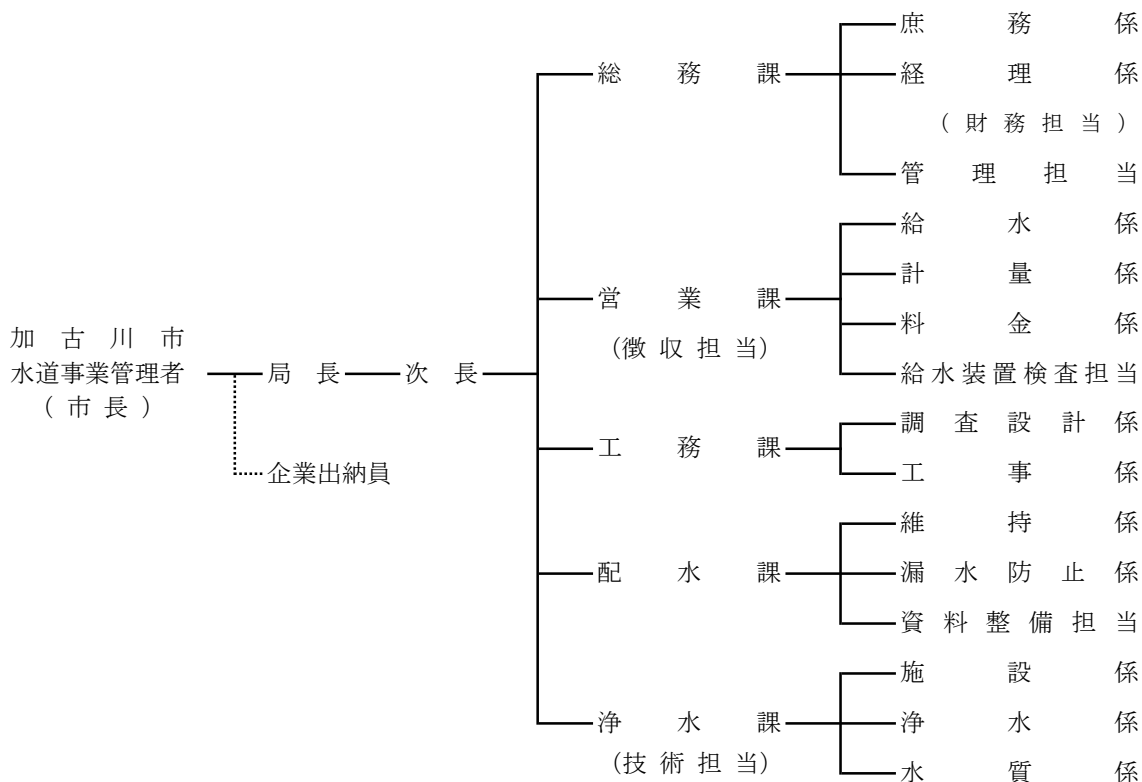 加古川市
水道事業管理者
(市長)
局長
次長
企業出納員
総務課
庶務係
経理係
(財務担当)
管理担当
営業課
(徴収担当)
給水係
計量係
料金係
給水装置検査担当
工務課
調査設計係
工事係
配水課
維持係
漏水防止係
資料整備担当
浄水課
(技術担当)
施設係
浄水係
水質係